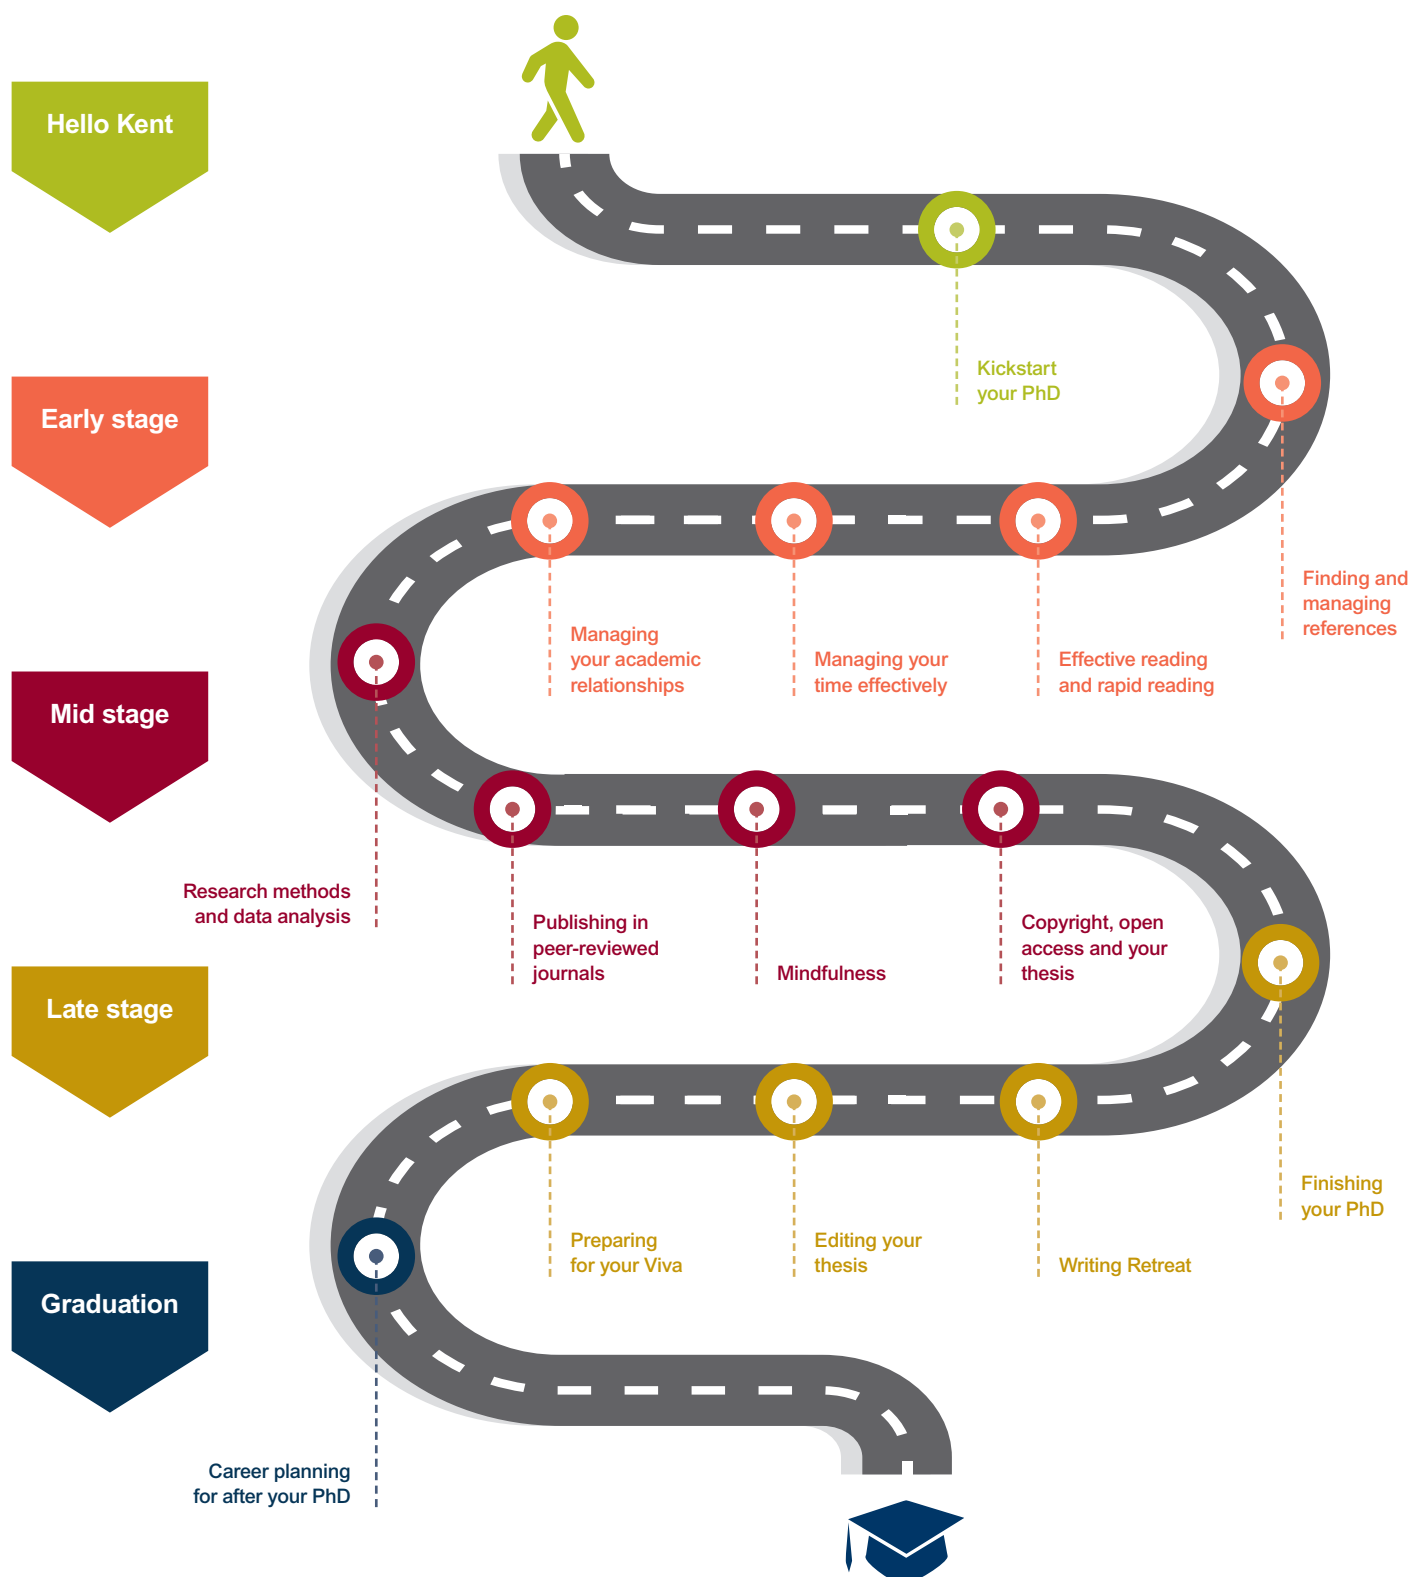 Hello Kent
Kickstart
your PhD
Early stage
Finding and
managing
references
Effective reading
and rapid reading
Managing your
time effectively
Managing
your academic
relationships
Mid stage
Research methods
and data analysis
Publishing in
peer-reviewed
journals
Mindfulness
Copyright, open
access and your
thesis
Late stage
Finishing
your PhD
Writing Retreat
Editing your
thesis
Preparing
for your Viva
Graduation
Career planning
for after your PhD